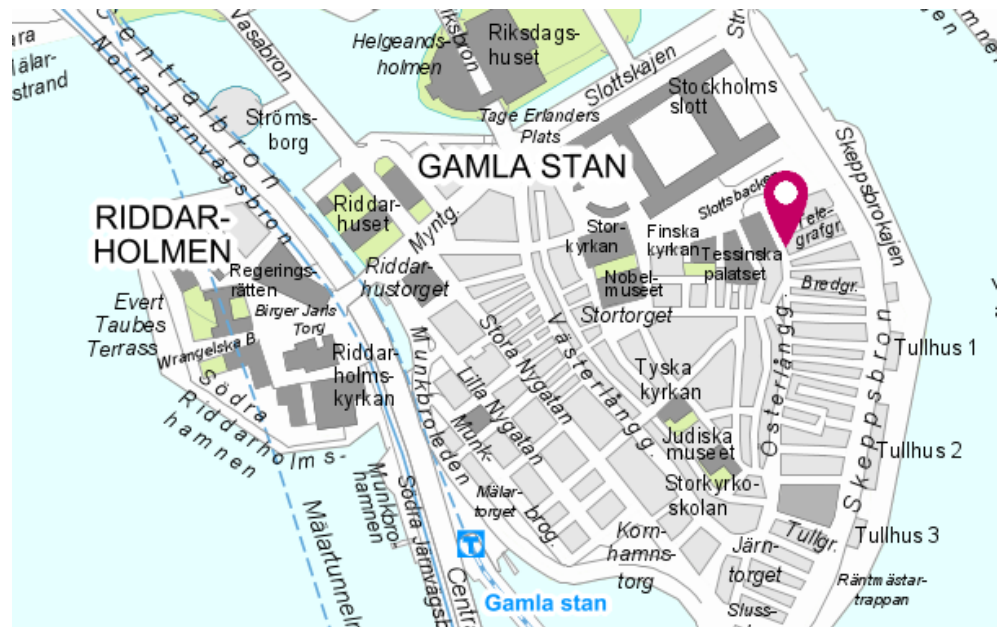 Vasabron
Riksbron
Helgeands-
holmen
Riksdags-
huset
Slottskajen
Stockholms
slott
Centralbron
Norra Järnvägsbron
Ströms-
borg
Tage Erlanders
Plats
GAMLA STAN
Skeppsbrokajen
Slottsbacken
RIDDAR-
HOLMEN
Riddar-
huset
Myntg.
Stor-
kyrkan
Finska
kyrkan
Tessinska
palatset
Tele-
grafgr.
Regerings-
rätten
Riddar-
hustorget
Nobel-
museet
Stortorget
Bredgr.
Evert
Taubes
Terrass
Birger Jarls
Torg
Wrangelska B.
Riddar-
holms-
kyrkan
Munkbroleden
Stora Nygatan
Lilla Nygatan
Västerlångg.
Österlångg.
Skeppsbron
Tullhus 1
Tyska
kyrkan
Södra
Riddarholms-
hamnen
Munk-
brog.
Judiska
museet
Tullhus 2
Munkbro-
hamnen
Södra Järnvägsb
Mälar-
torget
Storkyrko-
skolan
Mälartunneln
Korn-
hamns-
torg
Järn-
torget
Tullgr.
Tullhus 3
T
Gamla stan
Centra
Räntmästar-
trappan
Sluss-